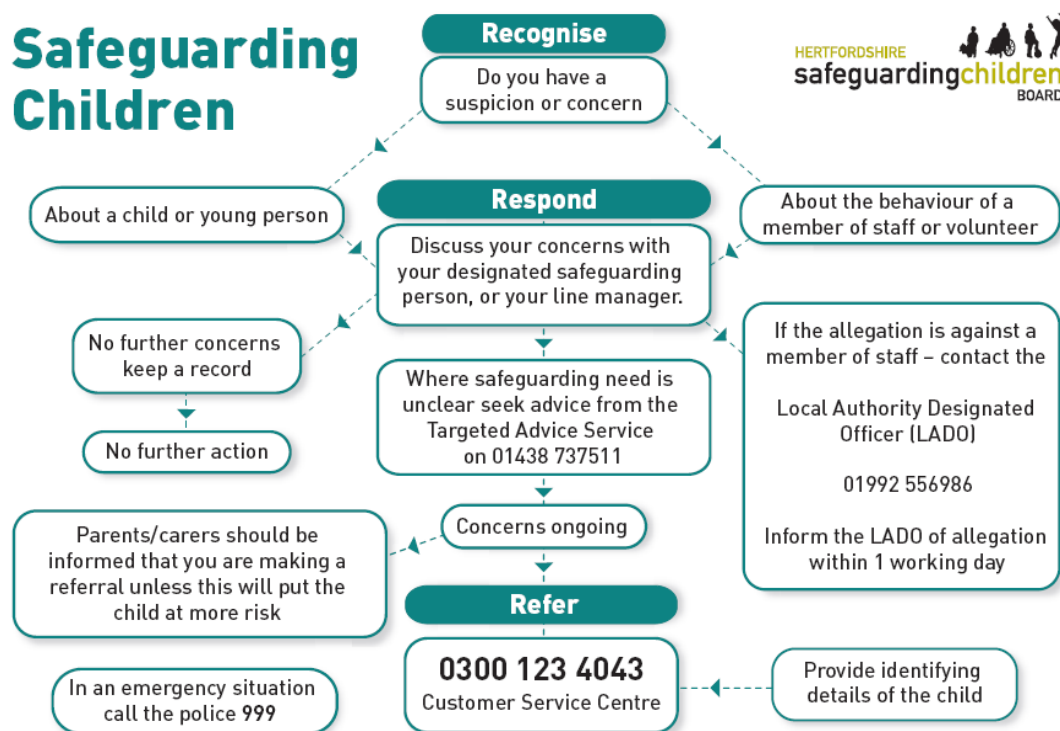 Safeguarding
Children
HERTFORDSHIRE
safeguardingchildren
BOARD
Recognise
Do you have a
suspicion or concern
About a child or young person
About the behaviour of a
member of staff or volunteer
Respond
Discuss your concerns with
your designated safeguarding
person, or your line manager.
No further concerns
keep a record
No further action
Where safeguarding need is
unclear seek advice from the
Targeted Advice Service
on 01438 737511
If the allegation is against a
member of staff – contact the
Local Authority Designated
Officer (LADO)
01992 556986
Inform the LADO of allegation
within 1 working day
Concerns ongoing
Parents/carers should be
informed that you are making a
referral unless this will put the
child at more risk
Refer
0300 123 4043
Customer Service Centre
Provide identifying
details of the child
In an emergency situation
call the police 999